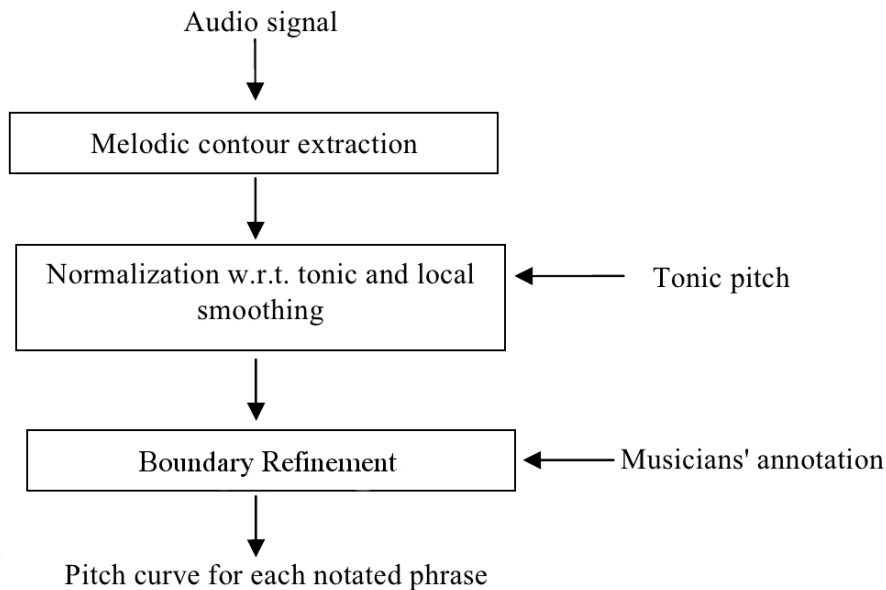 Audio signal
Melodic contour extraction
Normalization w.r.t. tonic and local
smoothing
Tonic pitch
Boundary Refinement
Musicians' annotation
Pitch curve for each notated phrase